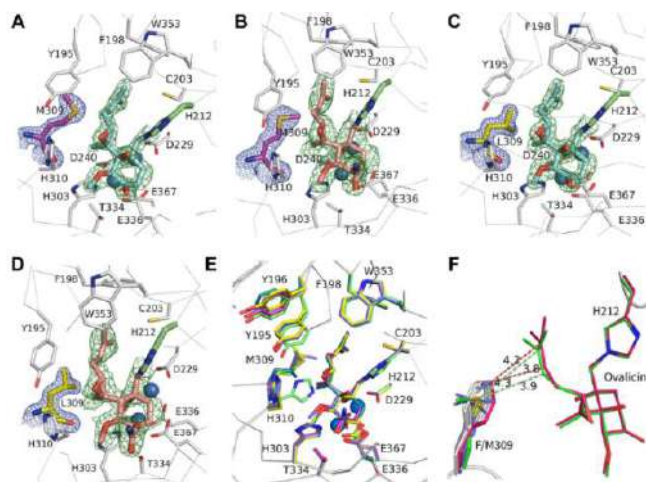 A
W353
F198
Y195
C203
M309
H212
D229
D240
H310
E367
H303
T334
E336
B
F198
W353
Y195
C203
M309
H212
D229
D240
H310
E367
H303
E336
T334
C
F198
W353
Y195
C203
H212
L309
D229
D240
H310
E367
H303
T334
E336
D
F198
W353
Y195
C203
H212
D229
L309
E336
H310
E367
H303
T334
E
Y196
F198
W353
Y195
C203
M309
H212
H310
D229
H303
E367
T334
E336
F
H212
4.2
3.8
4.3
3.9
Ovalicin
F/M309